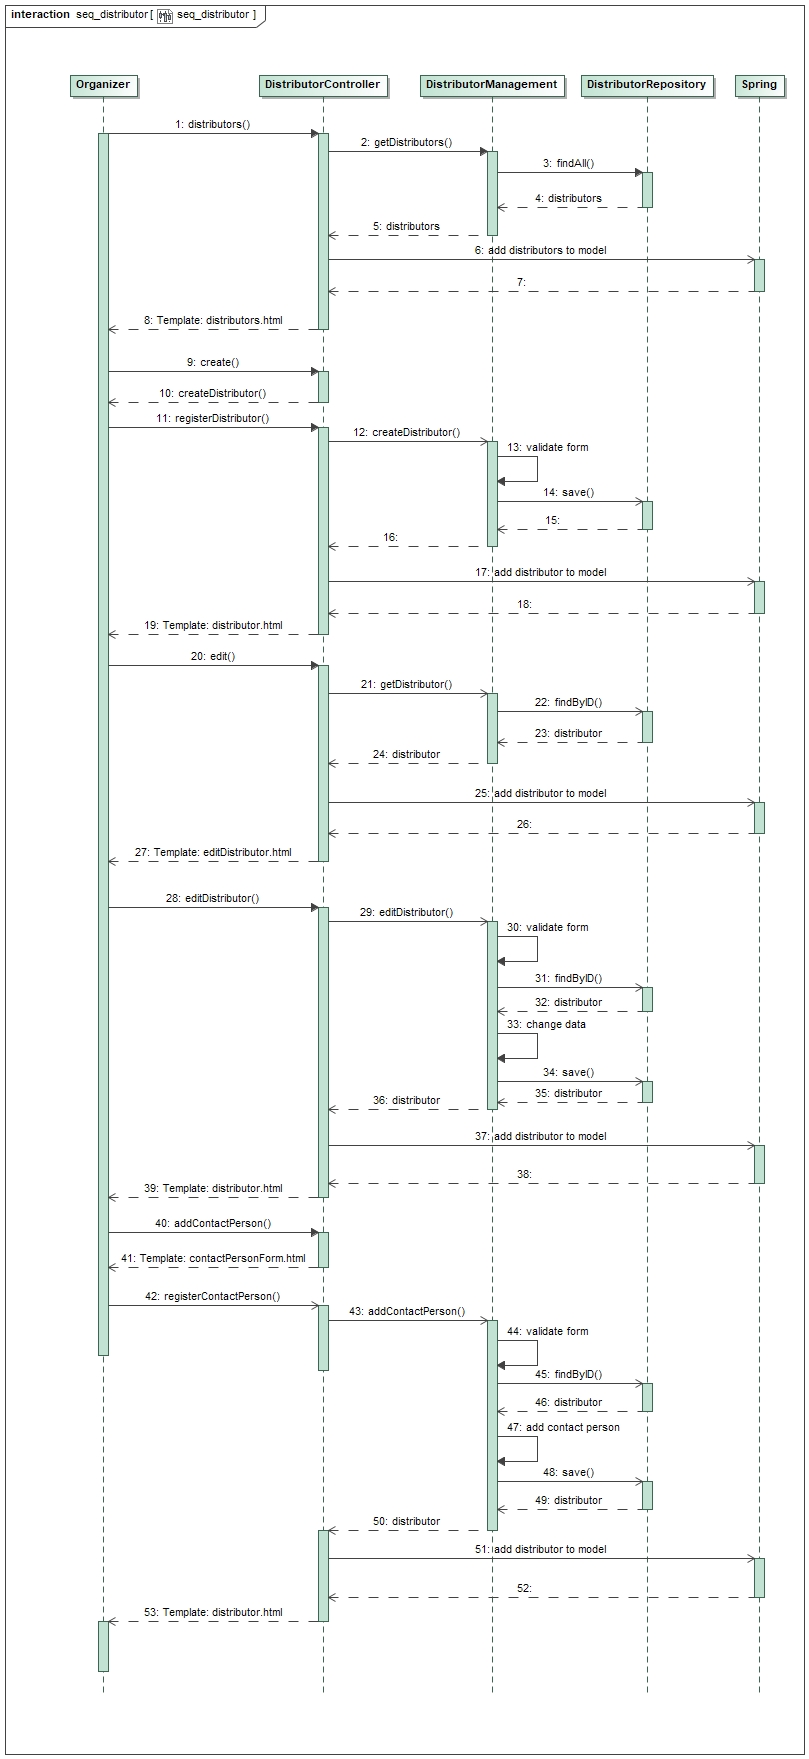 interaction seq_distributor [ seq_distributor ]
Organizer DistributorController DistributorManagement DistributorRepository Spring
1: distributors()
2: getDistributors()
3: findAll()
4: distributors
5: distributors
6: add distributors to model
7:
8: Template: distributors.html
9: create()
10: createDistributor()
11: registerDistributor()
12: createDistributor()
13: validate form
14: save()
15:
16:
17: add distributor to model
18:
19: Template: distributor.html
20: edit()
21: getDistributor()
22: findByID()
23: distributor
24: distributor
25: add distributor to model
26:
27: Template: editDistributor.html
28: editDistributor()
29: editDistributor()
30: validate form
31: findByID()
32: distributor
33: change data
34: save()
35: distributor
36: distributor
37: add distributor to model
38:
39: Template: distributor.html
40: addContactPerson()
41: Template: contactPersonForm.html
42: registerContactPerson()
43: addContactPerson()
44: validate form
45: findByID()
46: distributor
47: add contact person
48: save()
49: distributor
50: distributor
51: add distributor to model
52:
53: Template: distributor.html